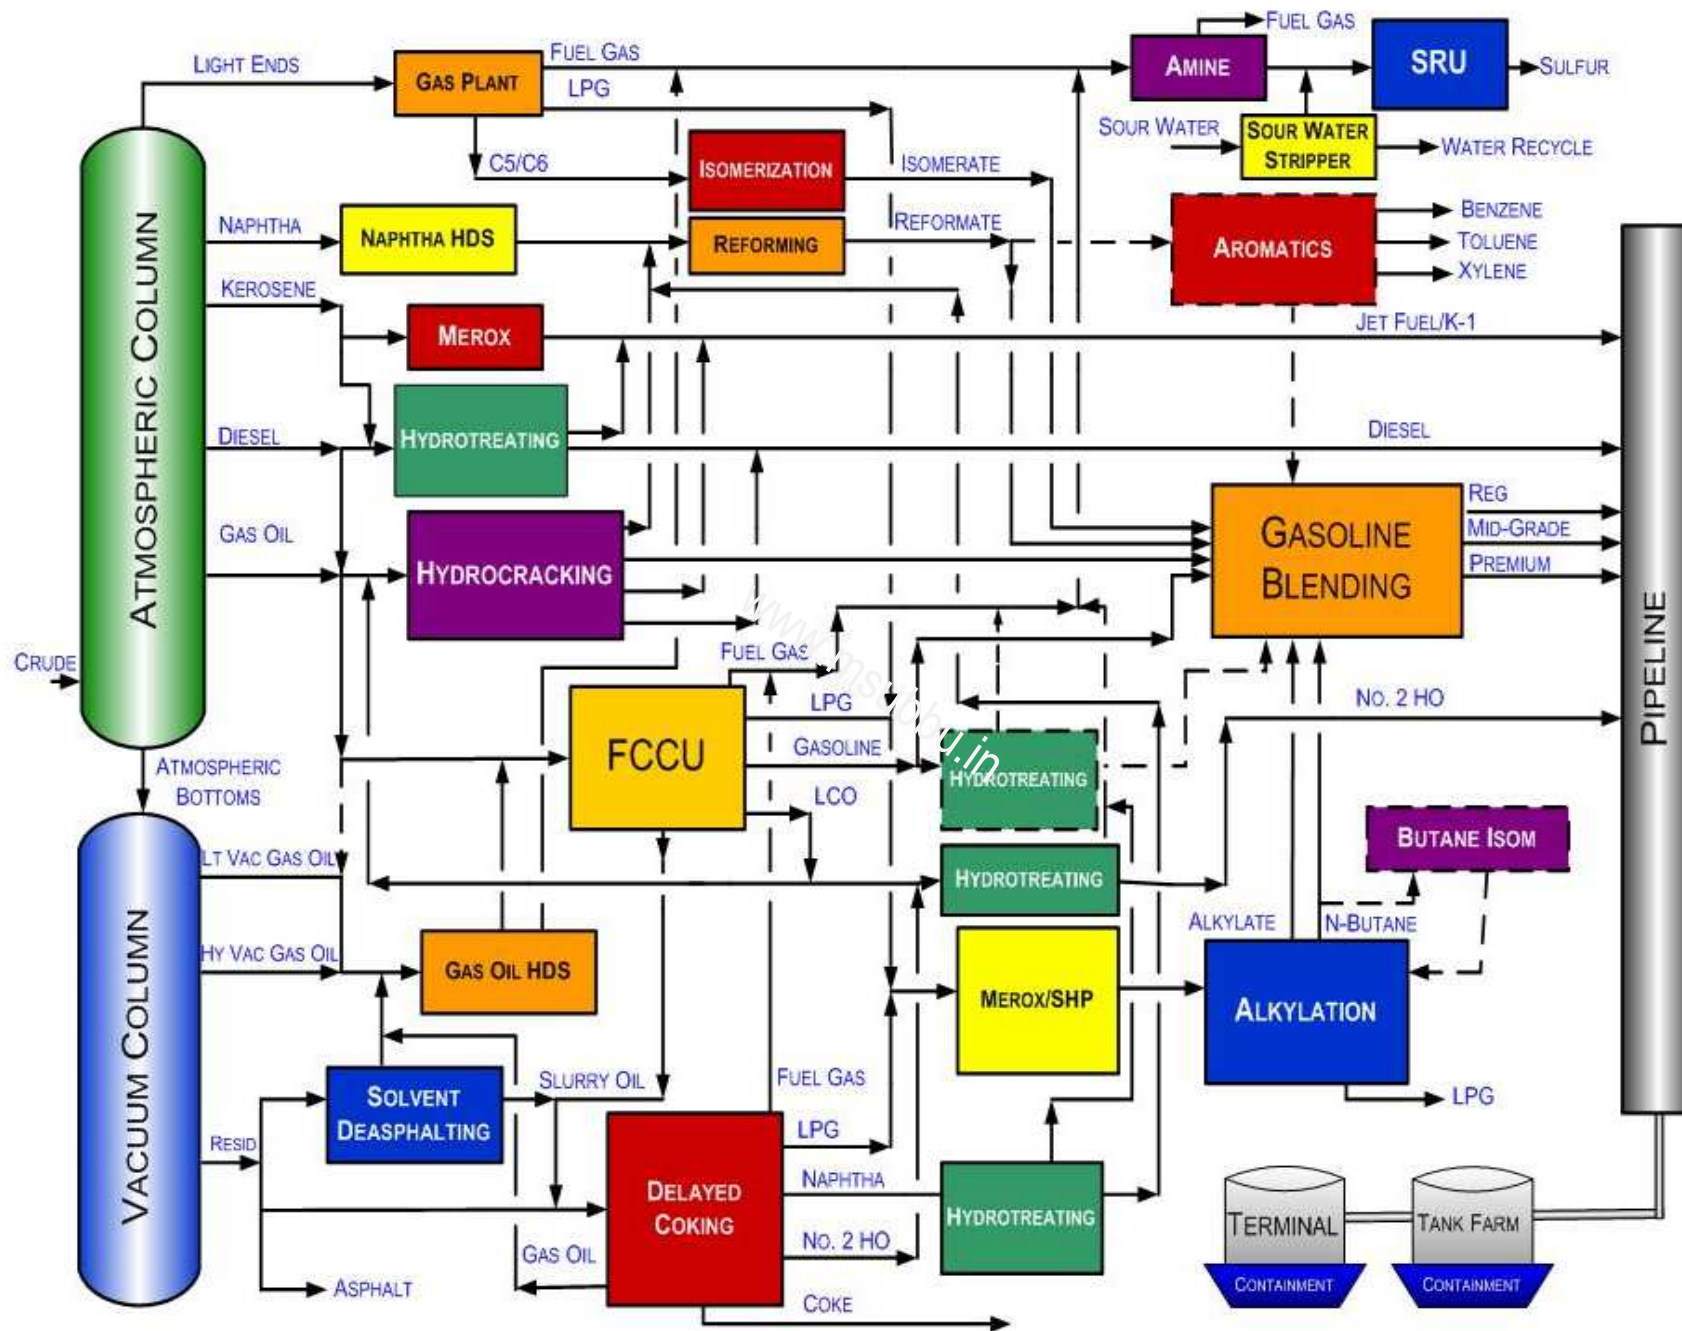 FUEL GAS
LIGHT ENDS
FUEL GAS
GAS PLANT
LPG
AMINE
SRU
SULFUR
SOUR WATER
SOUR WATER
STRIPPER
WATER RECYCLE
C5/C6
ISOMERIZATION
ISOMERATE
NAPHTHA
NAPHTHA HDS
REFORMING
REFORMATE
AROMATICS
BENZENE
TOLUENE
XYLENE
KEROSENE
MEROX
JET FUEL/K-1
ATMOSPHERIC COLUMN
DIESEL
HYDROTREATING
DIESEL
GAS OIL
HYDROCRACKING
GASOLINE
BLENDING
REG
MID-GRADE
PREMIUM
PIPELINE
CRUDE
FUEL GAS
FCCU
LPG
GASOLINE
LCO
HYDROTREATING
NO. 2 HO
www.msubbu.in
ATMOSPHERIC
BOTTOMS
VACUUM COLUMN
LT VAC GAS OIL
HYDROTREATING
BUTANE ISOM
HY VAC GAS OIL
GAS OIL HDS
MEROX/SHP
ALKYLATE
N-BUTANE
ALKYLATION
LPG
SOLVENT
DEASPHALTING
SLURRY OIL
FUEL GAS
RESID
LPG
DELAYED
COKING
NAPHTHA
HYDROTREATING
NO. 2 HO
GAS OIL
ASPHALT
COKE
TERMINAL
TANK FARM
CONTAINMENT
CONTAINMENT